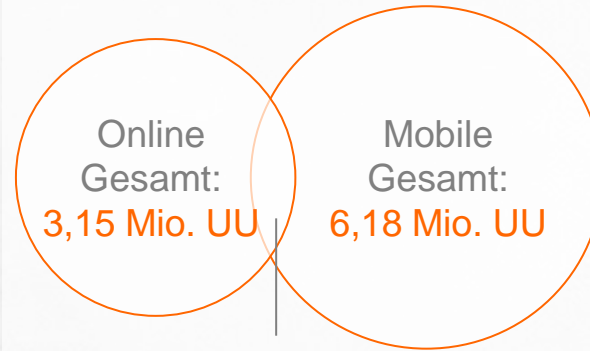 Online
Gesamt:
3,15 Mio. UU
Mobile
Gesamt:
6,18 Mio. UU